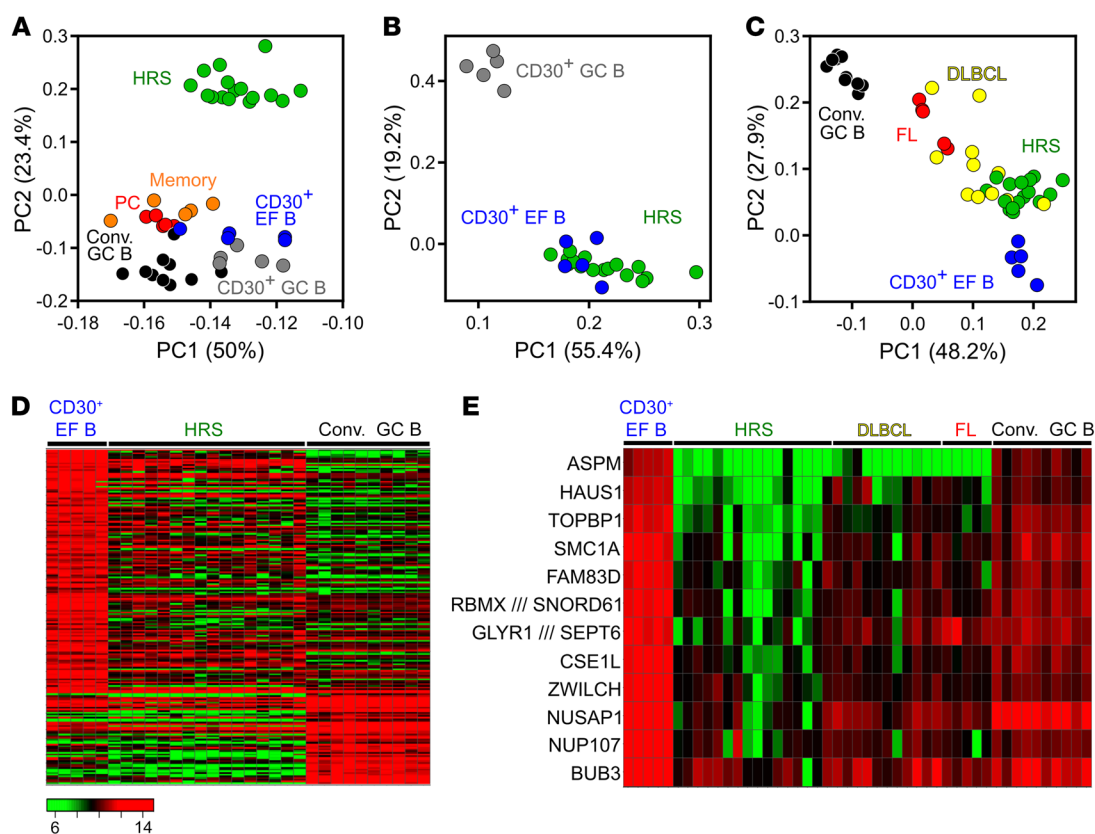 A
0.3
0.2
0.1
0.0
-0.1
-0.2
PC2 (23.4%)
HRS
Memory
PC
CD30+
EF B
Conv.
GC B
CD30+ GC B
-0.18
-0.16
-0.14
-0.12
-0.10
PC1 (50%)
B
0.4
0.2
0.0
PC2 (19.2%)
CD30+ GC B
CD30+ EF B
HRS
0.1
0.2
0.3
PC1 (55.4%)
C
0.3
0.2
0.1
0.0
-0.1
PC2 (27.9%)
DLBCL
Conv.
GC B
FL
HRS
CD30+ EF B
-0.1
0.0
0.1
0.2
PC1 (48.2%)
D
CD30+
EF B
HRS
Conv. GC B
6
14
E
CD30+
EF B
HRS
DLBCL
FL
Conv. GC B
ASPM
HAUS1
TOPBP1
SMC1A
FAM83D
RBMX /// SNORD61
GLYR1 /// SEPT6
CSE1L
ZWILCH
NUSAP1
NUP107
BUB3